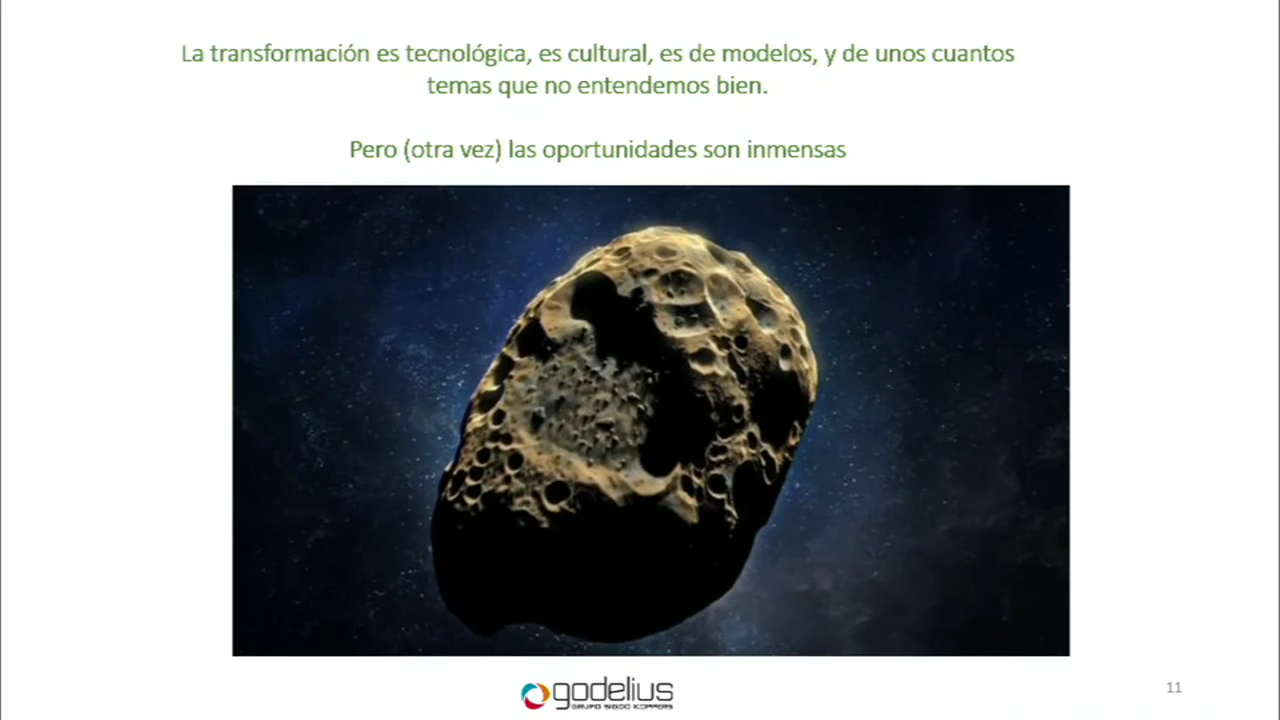 La transformación es tecnológica, es cultural, es de modelos, y de unos cuantos
temas que no entendemos bien.
Pero (otra vez) las oportunidades son inmensas
godelius
GRUPO SIGDO KOPPERS
11